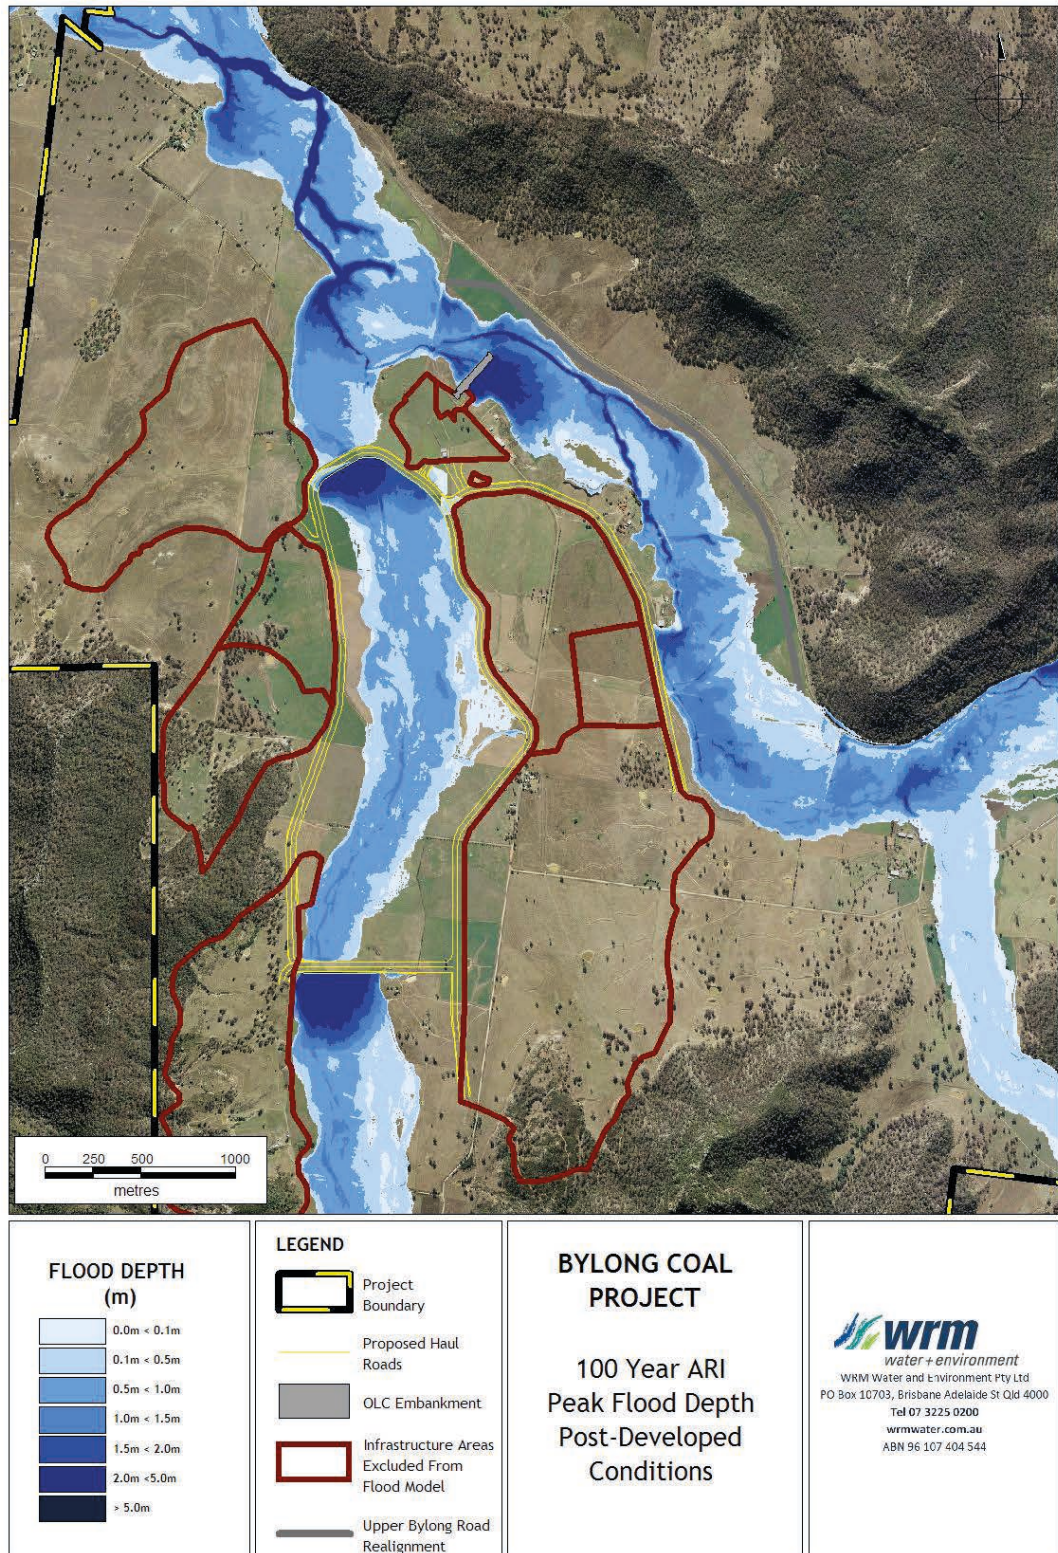 0 250 500 1000
metres
FLOOD DEPTH
(m)
0.0m < 0.1m
0.1m < 0.5m
0.5m < 1.0m
1.0m < 1.5m
1.5m < 2.0m
2.0m <5.0m
> 5.0m
LEGEND
Project
Boundary
Proposed Haul
Roads
OLC Embankment
Infrastructure Areas
Excluded From
Flood Model
Upper Bylong Road
Realignment
BYLONG COAL
PROJECT
100 Year ARI
Peak Flood Depth
Post-Developed
Conditions
wrm
water+environment
WRM Water and Environment Pty Ltd
PO Box 10703, Brisbane Adelaide St Qld 4000
Tel 07 3225 0200
wrmwater.com.au
ABN 96 107 404 544